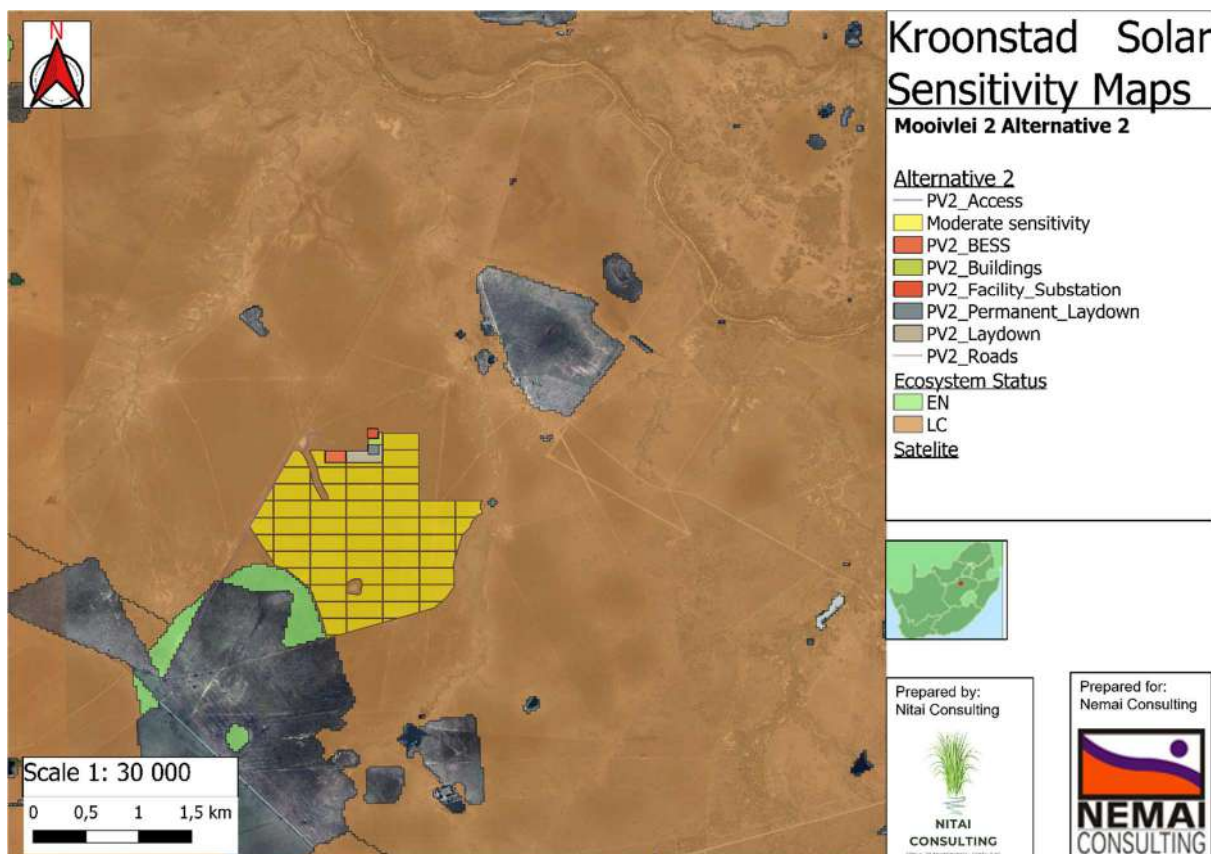 N
Kroonstad Solar
Sensitivity Maps
Mooivlei 2 Alternative 2
Alternative 2
PV2_Access
Moderate sensitivity
PV2_BESS
PV2_Buildings
PV2_Facility_Substation
PV2_Permanent_Laydown
PV2_Laydown
PV2_Roads
Ecosystem Status
EN
LC
Satelite
Scale 1: 30 000
0 0,5 1 1,5 km
Prepared by:
Nitai Consulting
NITAI
CONSULTING
Prepared for:
Nemai Consulting
NEMAI
CONSULTING